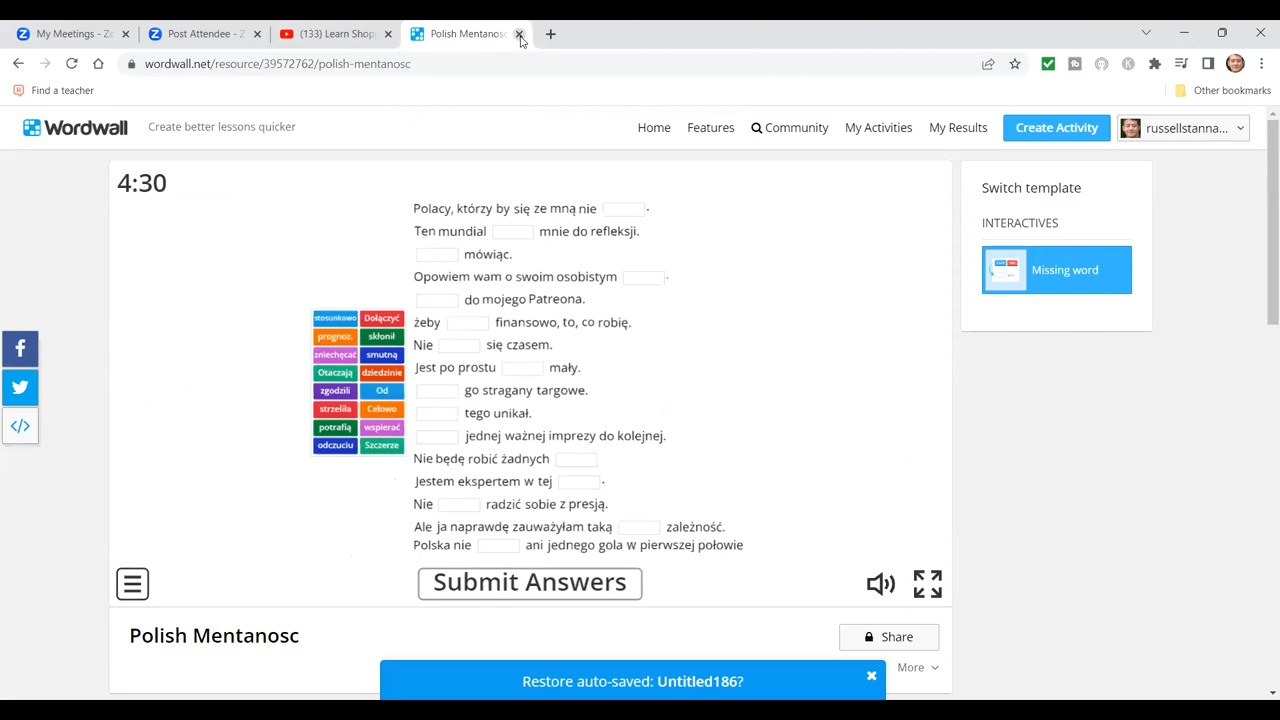 My Meetings - Zo
Post Attendee - Z
(133) Learn Shop
Polish Mentanosc
wordwall.net/resource/39572762/polish-mentanosc
Find a teacher
Other bookmarks
Wordwall
Create better lessons quicker
Home
Features
Community
My Activities
My Results
Create Activity
russellstanna...
4:30
Switch template
INTERACTIVES
Missing word
Polacy, którzy by się ze mną nie .
Ten mundial mnie do refleksji.
mówiąc.
Opowiem wam o swoim osobistym .
do mojego Patreona.
żeby finansowo, to, co robię.
Nie się czasem.
Jest po prostu mały.
go stragany targowe.
tego unikał.
jednej ważnej imprezy do kolejnej.
Nie będę robić żadnych
Jestem ekspertem w tej .
Nie radzić sobie z presją.
Ale ja naprawdę zauważyłam taką zależność.
Polska nie ani jednego gola w pierwszej połowie
stosunkowo Dołączyć
prognoz. skłonił
zniechęcać smutną
Otaczają dziedzinie
zgodzili Od
strzeliła Celowo
potrafią wspierać
odczuciu Szczerze
Submit Answers
Polish Mentanosc
Share
More
Restore auto-saved: Untitled186?